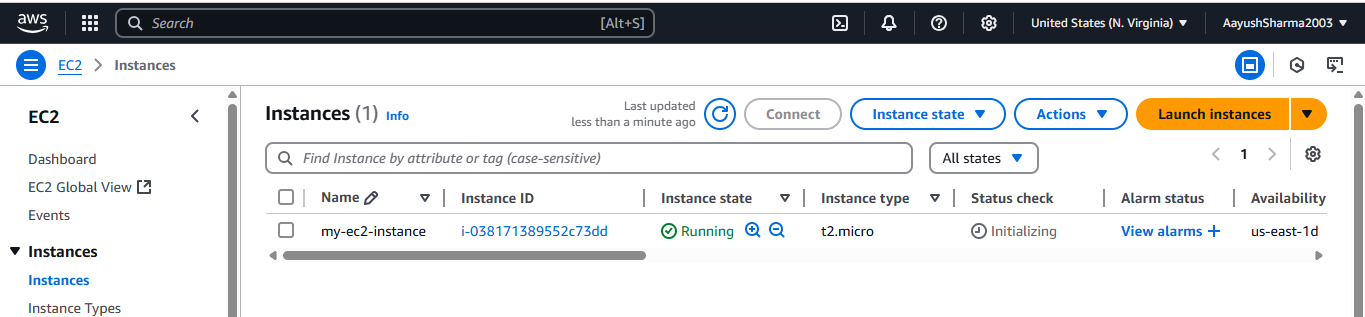 aws Search [Alt+S] United States (N. Virginia) AayushSharma2003
EC2 Instances
EC2
Dashboard
EC2 Global View
Events
Instances
Instances
Instance Types
Instances (1) Info
Last updated
less than a minute ago
Connect Instance state Actions Launch instances
Find Instance by attribute or tag (case-sensitive) All states 1
Name Instance ID Instance state Instance type Status check Alarm status Availability
my-ec2-instance i-038171389552c73dd Running t2.micro Initializing View alarms + us-east-1d